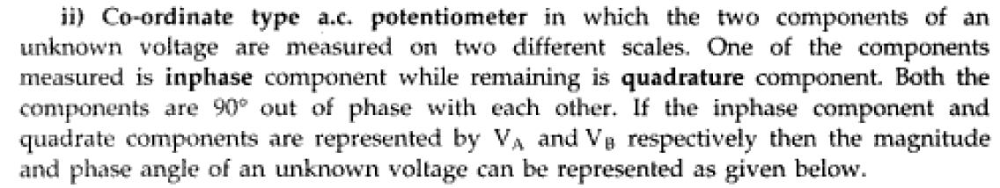 ii) Co-ordinate type a.c. potentiometer in which the two components of an
unknown voltage are measured on two different scales. One of the components
measured is inphase component while remaining is quadrature component. Both the
components are 90° out of phase with each other. If the inphase component and
quadrate components are represented by V_A and V_B respectively then the magnitude
and phase angle of an unknown voltage can be represented as given below.